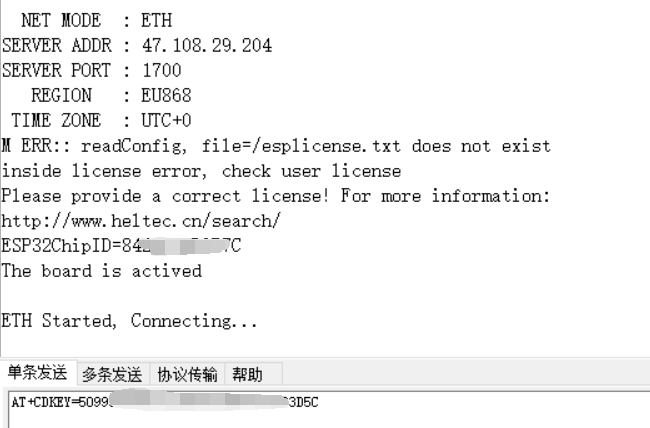 NET MODE : ETH
SERVER ADDR : 47.108.29.204
SERVER PORT : 1700
REGION : EU868
TIME ZONE : UTC+0
M ERR:: readConfig, file=/esplicense.txt does not exist
inside license error, check user license
Please provide a correct license! For more information:
http://www.heltec.cn/search/
ESP32ChipID=84
The board is actived
ETH Started, Connecting...
单条发送 多条发送 协议传输 帮助
AT+CDKEY=5099 3D5C